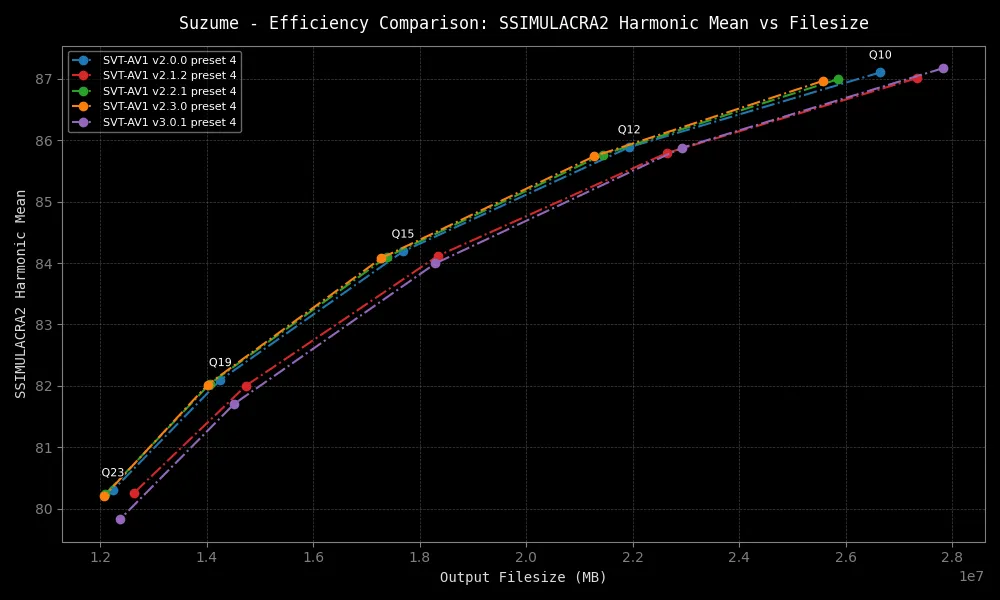 Suzume - Efficiency Comparison: SSIMULACRA2 Harmonic Mean vs Filesize
SVT-AV1 v2.0.0 preset 4
SVT-AV1 v2.1.2 preset 4
SVT-AV1 v2.2.1 preset 4
SVT-AV1 v2.3.0 preset 4
SVT-AV1 v3.0.1 preset 4
Q10
Q12
Q15
Q19
Q23
SSIMULACRA2 Harmonic Mean
87
86
85
84
83
82
81
80
1.2 1.4 1.6 1.8 2.0 2.2 2.4 2.6 2.8
1e7
Output Filesize (MB)